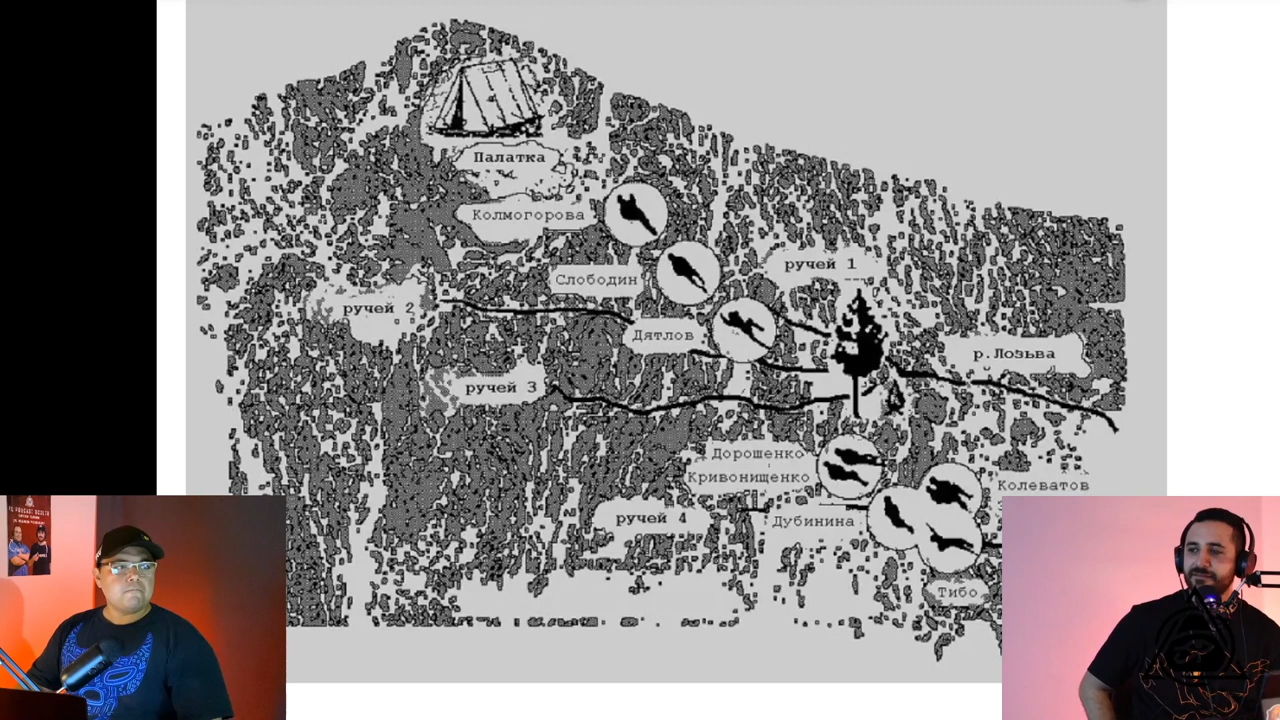 Палатка
Колмогорова
Слободин
ручей 1
ручей 2
Дятлов
р.Лозьва
ручей 3
Дорошенко
Кривонищенко
Колеватов
ручей 4
Дубинина
Тибо